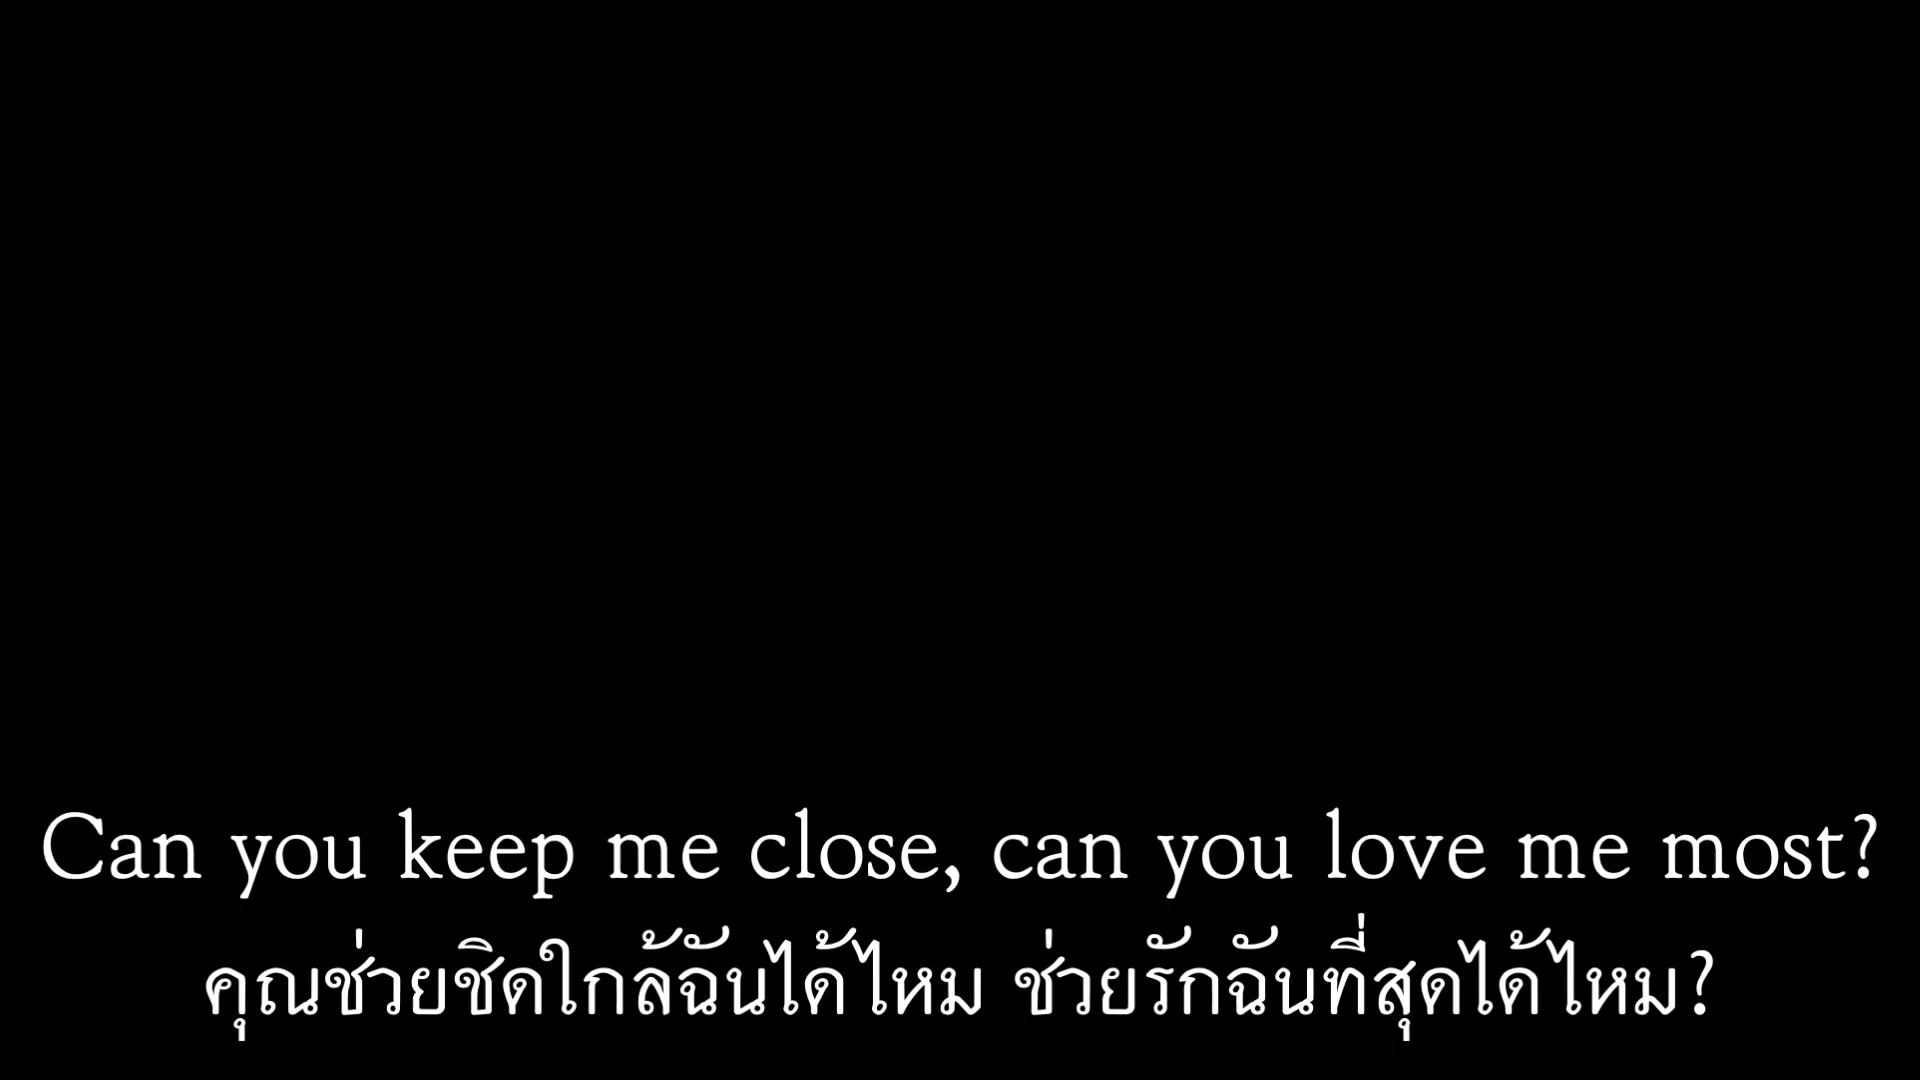 Can you keep me close, can you love me most?
คุณช่วยชิดใกล้ฉันได้ไหม ช่วยรักฉันที่สุดได้ไหม?